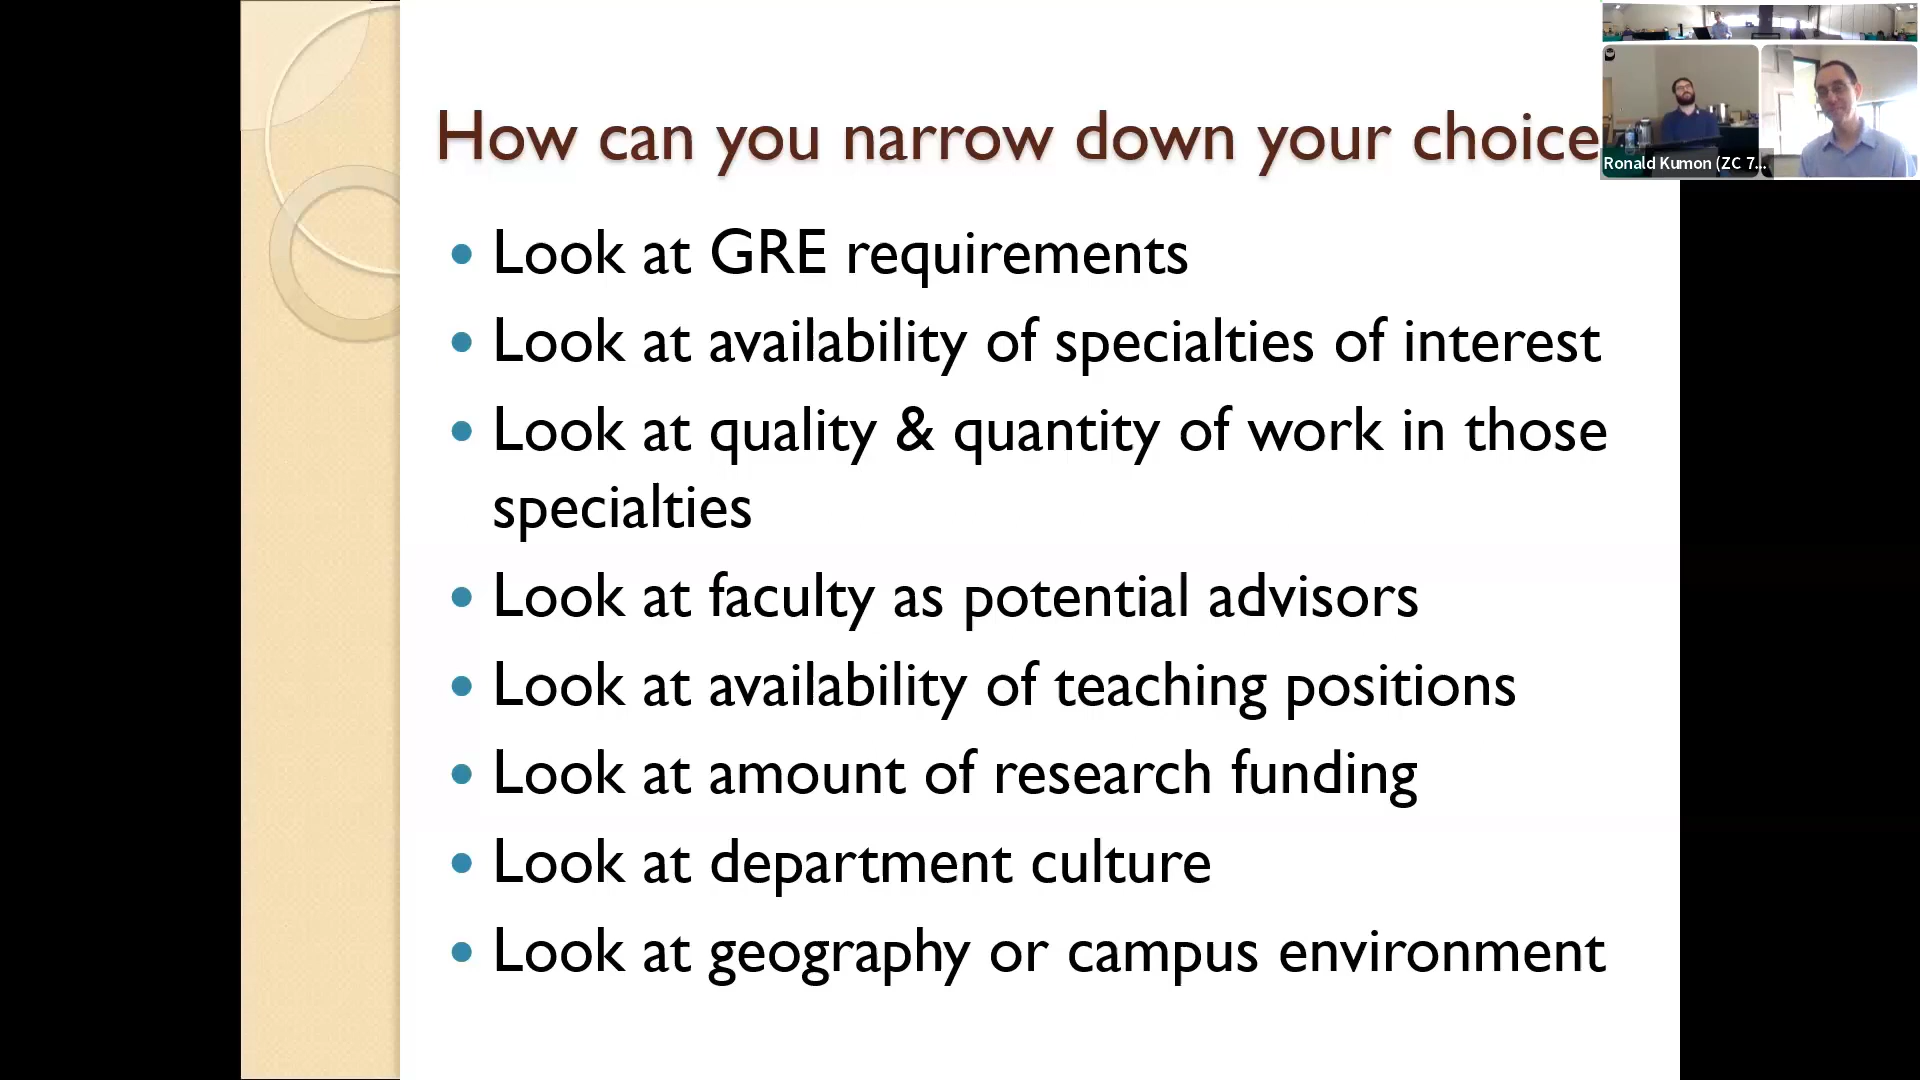 How can you narrow down your choice
Look at GRE requirements
Look at availability of specialties of interest
Look at quality & quantity of work in those
specialties
Look at faculty as potential advisors
Look at availability of teaching positions
Look at amount of research funding
Look at department culture
Look at geography or campus environment
Ronald Kumon (ZC 7...